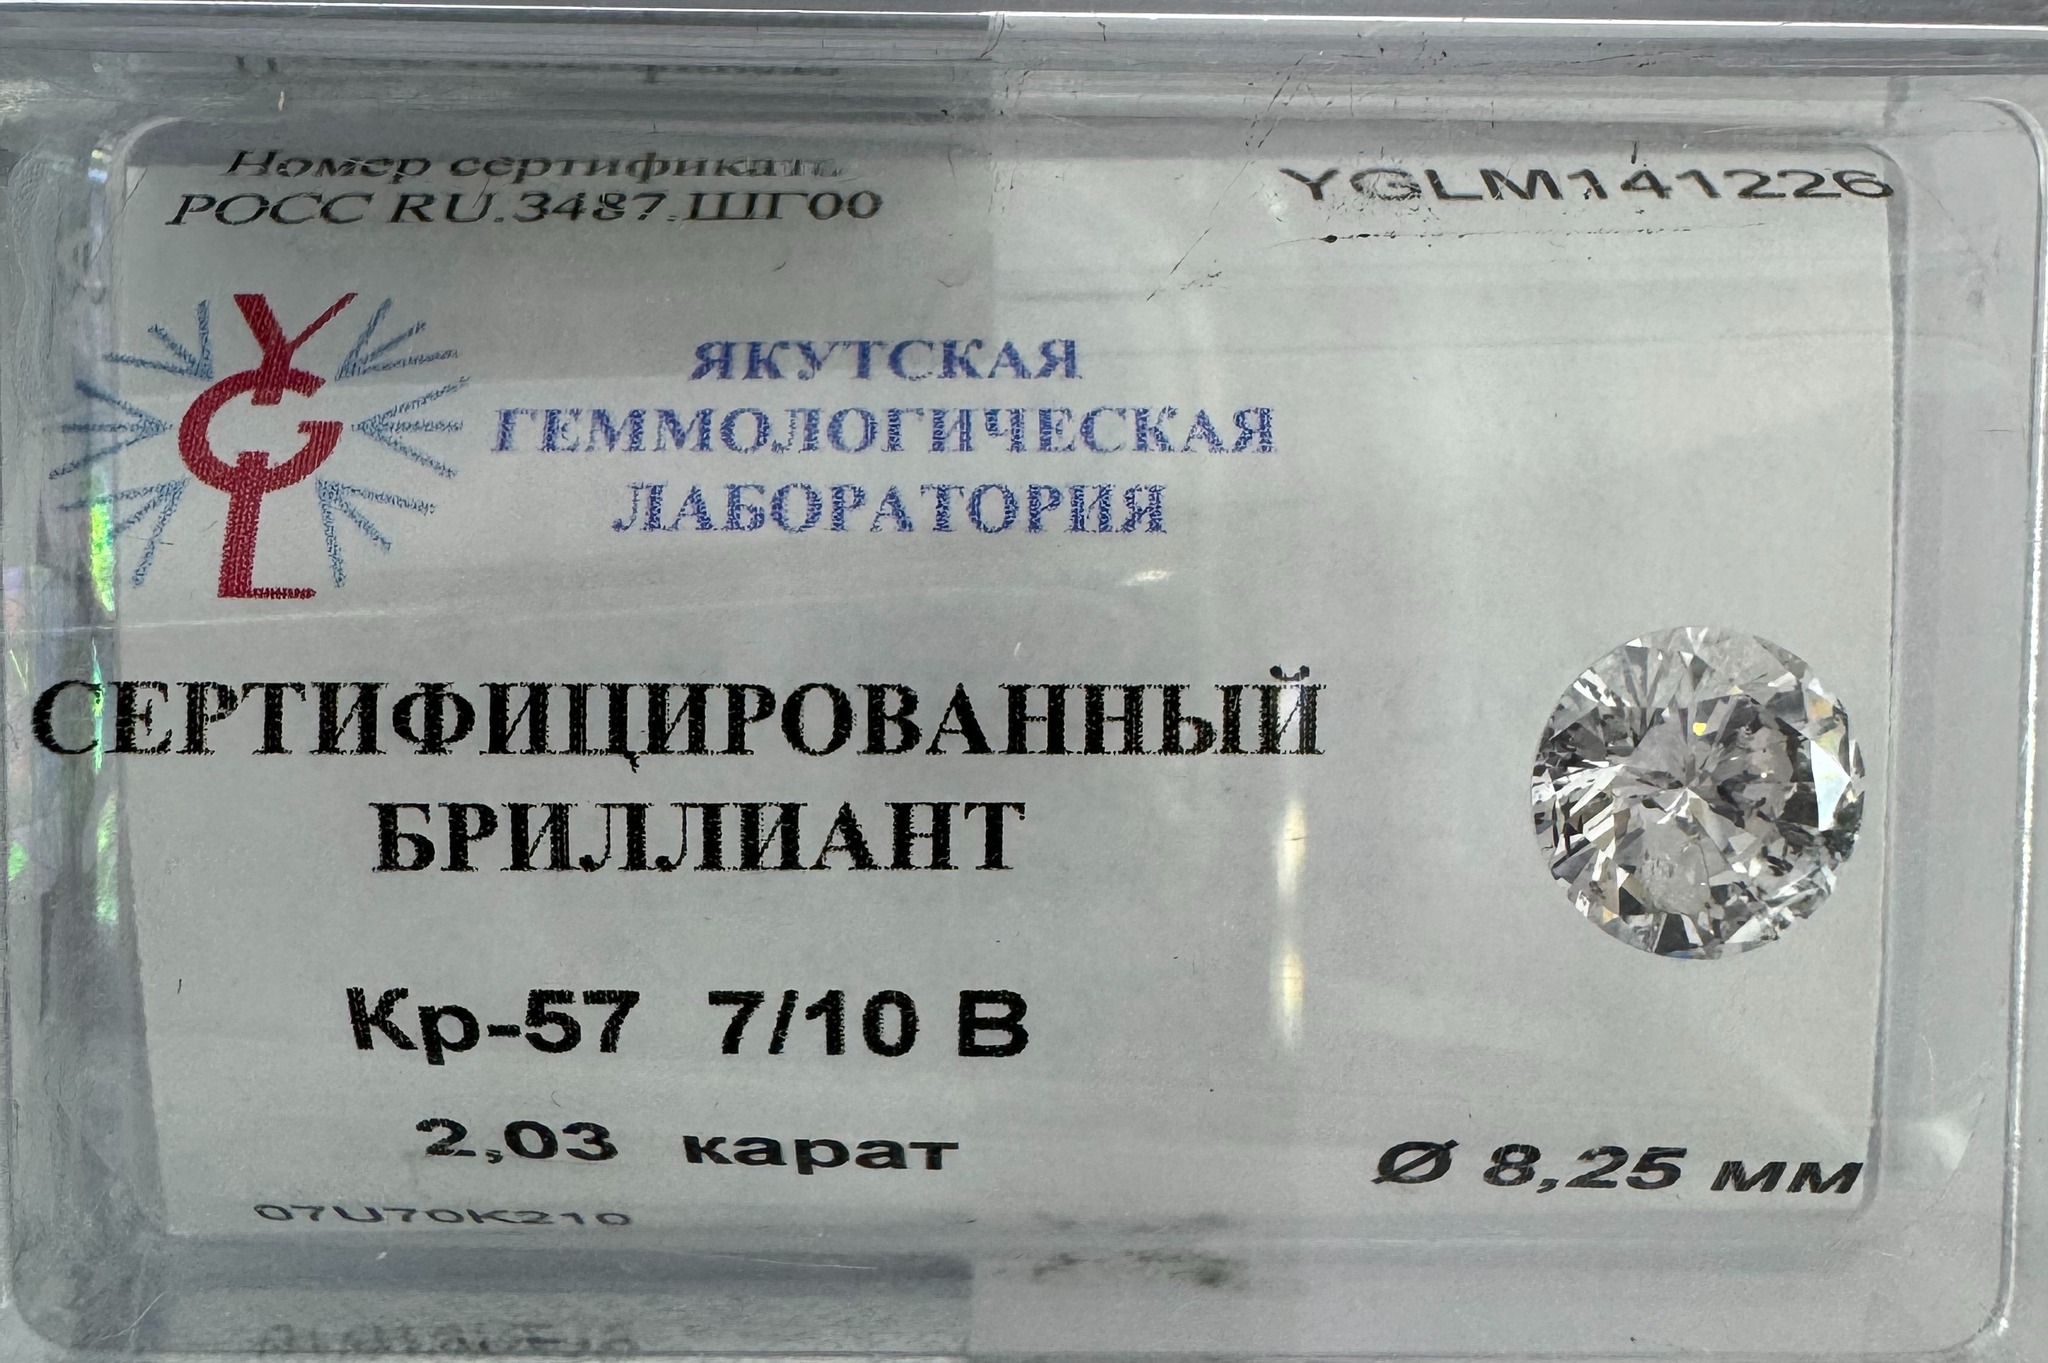 Номер сертификата
РОСС RU.3487.ШГ00
YGLM141226
YGL
ЯКУТСКАЯ
ГЕММОЛОГИЧЕСКАЯ
ЛАБОРАТОРИЯ
СЕРТИФИЦИРОВАННЫЙ
БРИЛЛИАНТ
Кр-57 7/10 В
2,03 карат
Ø 8,25 мм
07U70K210